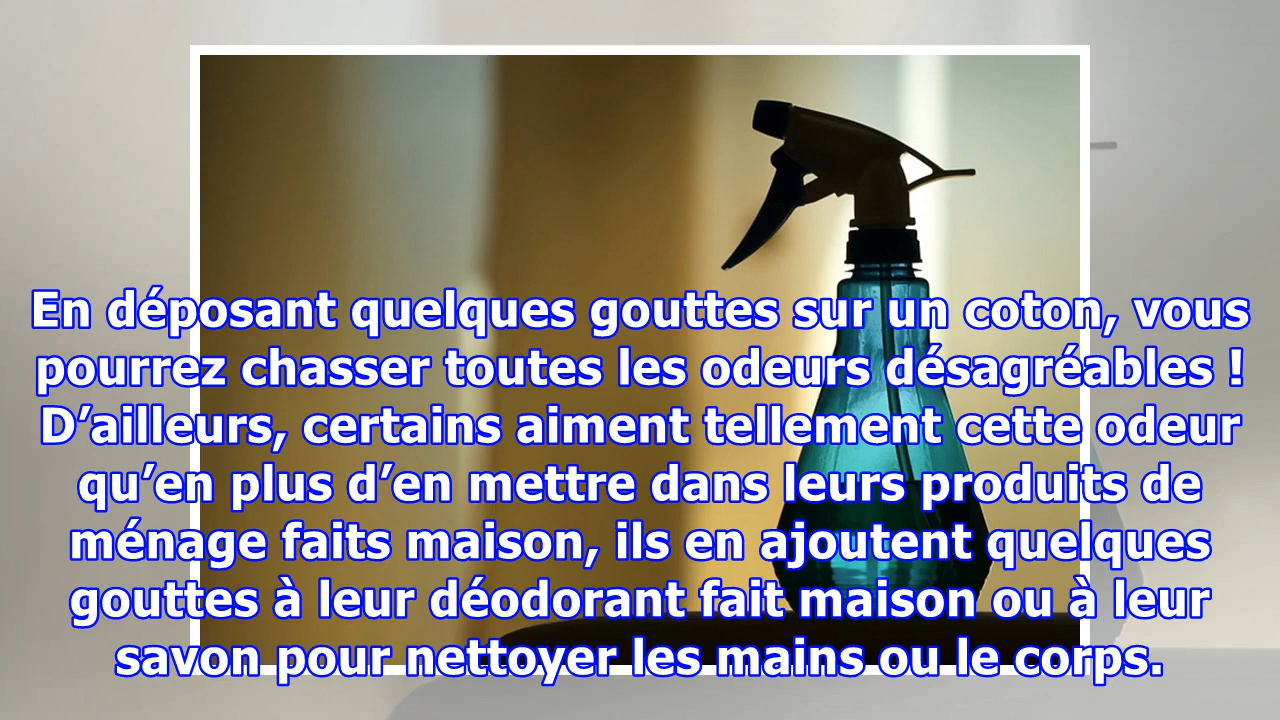 En déposant quelques gouttes sur un coton, vous
pourrez chasser toutes les odeurs désagréables !
D’ailleurs, certains aiment tellement cette odeur
qu’en plus d’en mettre dans leurs produits de
ménage faits maison, ils en ajoutent quelques
gouttes à leur déodorant fait maison ou à leur
savon pour nettoyer les mains ou le corps.